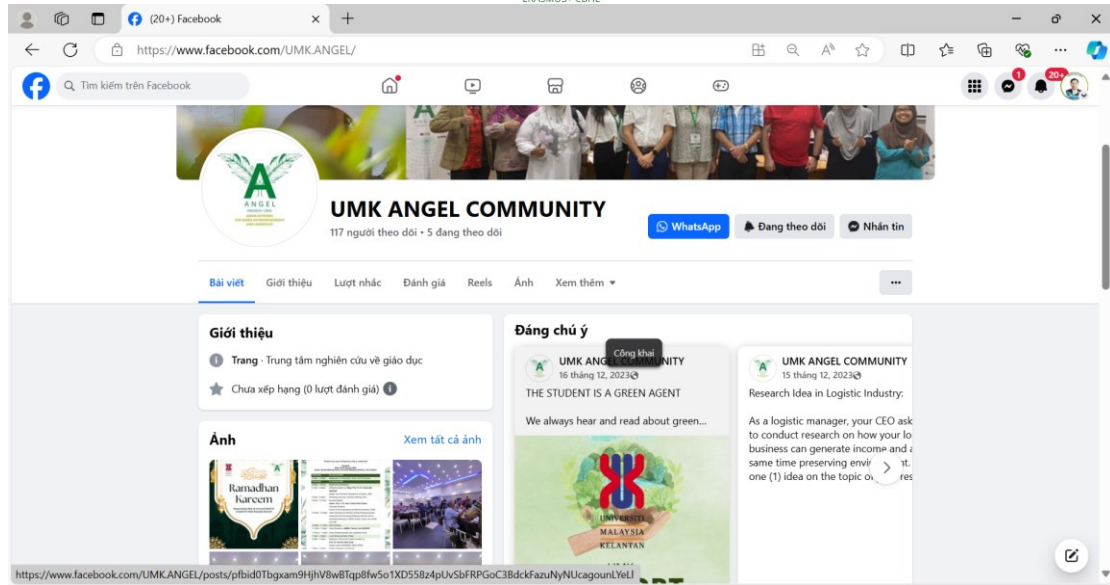 ERASMUS+ CBHE
(20+) Facebook
https://www.facebook.com/UMK.ANGEL/
Tìm kiếm trên Facebook
1
20+
ANGEL
UMK ANGEL COMMUNITY
117 người theo dõi • 5 đang theo dõi
WhatsApp
Đang theo dõi
Nhắn tin
Bài viết Giới thiệu Lượt nhắc Đánh giá Reels Ảnh Xem thêm
Giới thiệu
Trang · Trung tâm nghiên cứu về giáo dục
Chưa xếp hạng (0 lượt đánh giá)
Ảnh
Xem tất cả ảnh
Ramadhan
Kareem
Đáng chú ý
Công khai
UMK ANGEL COMMUNITY
16 tháng 12, 2023
THE STUDENT IS A GREEN AGENT
We always hear and read about green...
UNIVERSITI
MALAYSIA
KELANTAN
UMK ANGEL COMMUNITY
15 tháng 12, 2023
Research Idea in Logistic Industry:
As a logistic manager, your CEO ask
to conduct research on how your lo
business can generate income and a
same time preserving
one (1) idea on the topic
https://www.facebook.com/UMK.ANGEL/posts/